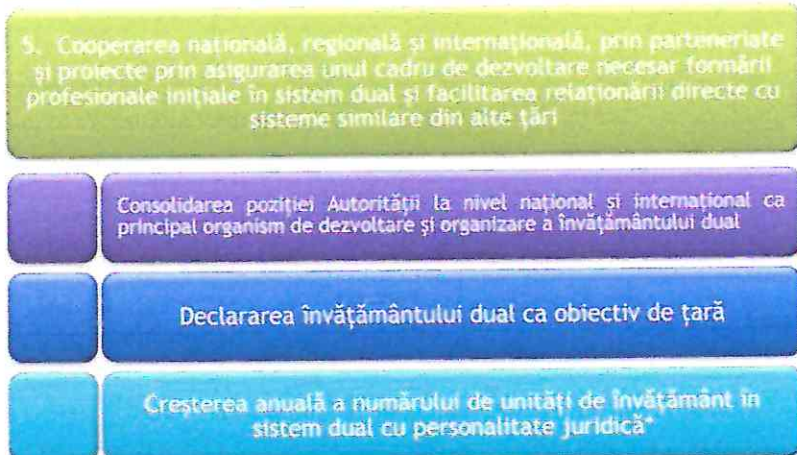 5. Cooperarea națională, regională și internațională, prin parteneriate
și proiecte prin asigurarea unui cadru de dezvoltare necesar formării
profesionale inițiale în sistem dual și facilitarea relaționării directe cu
sisteme similare din alte țări
Consolidarea poziției Autorității la nivel național și internațional ca
principal organism de dezvoltare și organizare a învățământului dual
Declararea învățământului dual ca obiectiv de țară
Creșterea anuală a numărului de unități de învățământ în
sistem dual cu personalitate juridică*